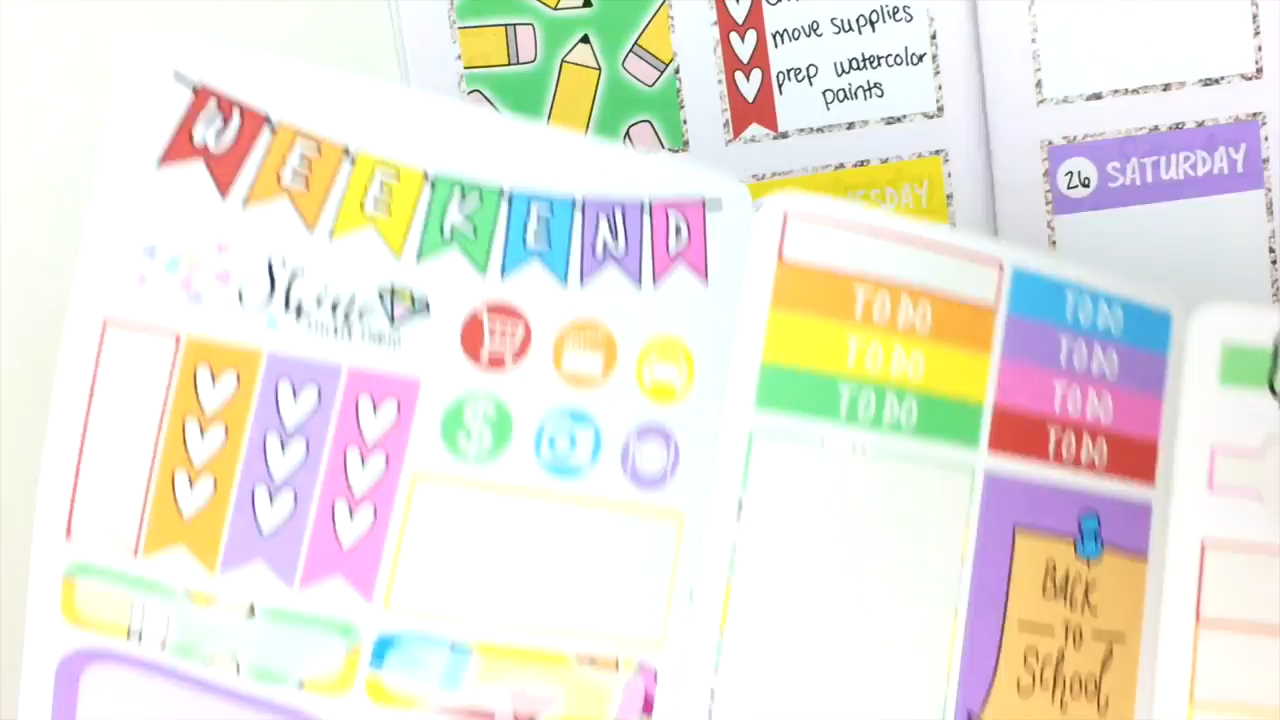 move supplies
prep watercolor
paints
26 SATURDAY
WEEKEND
TO DO
TO DO
TO DO
TO DO
TO DO
TO DO
TO DO
$
BACK
TO
School